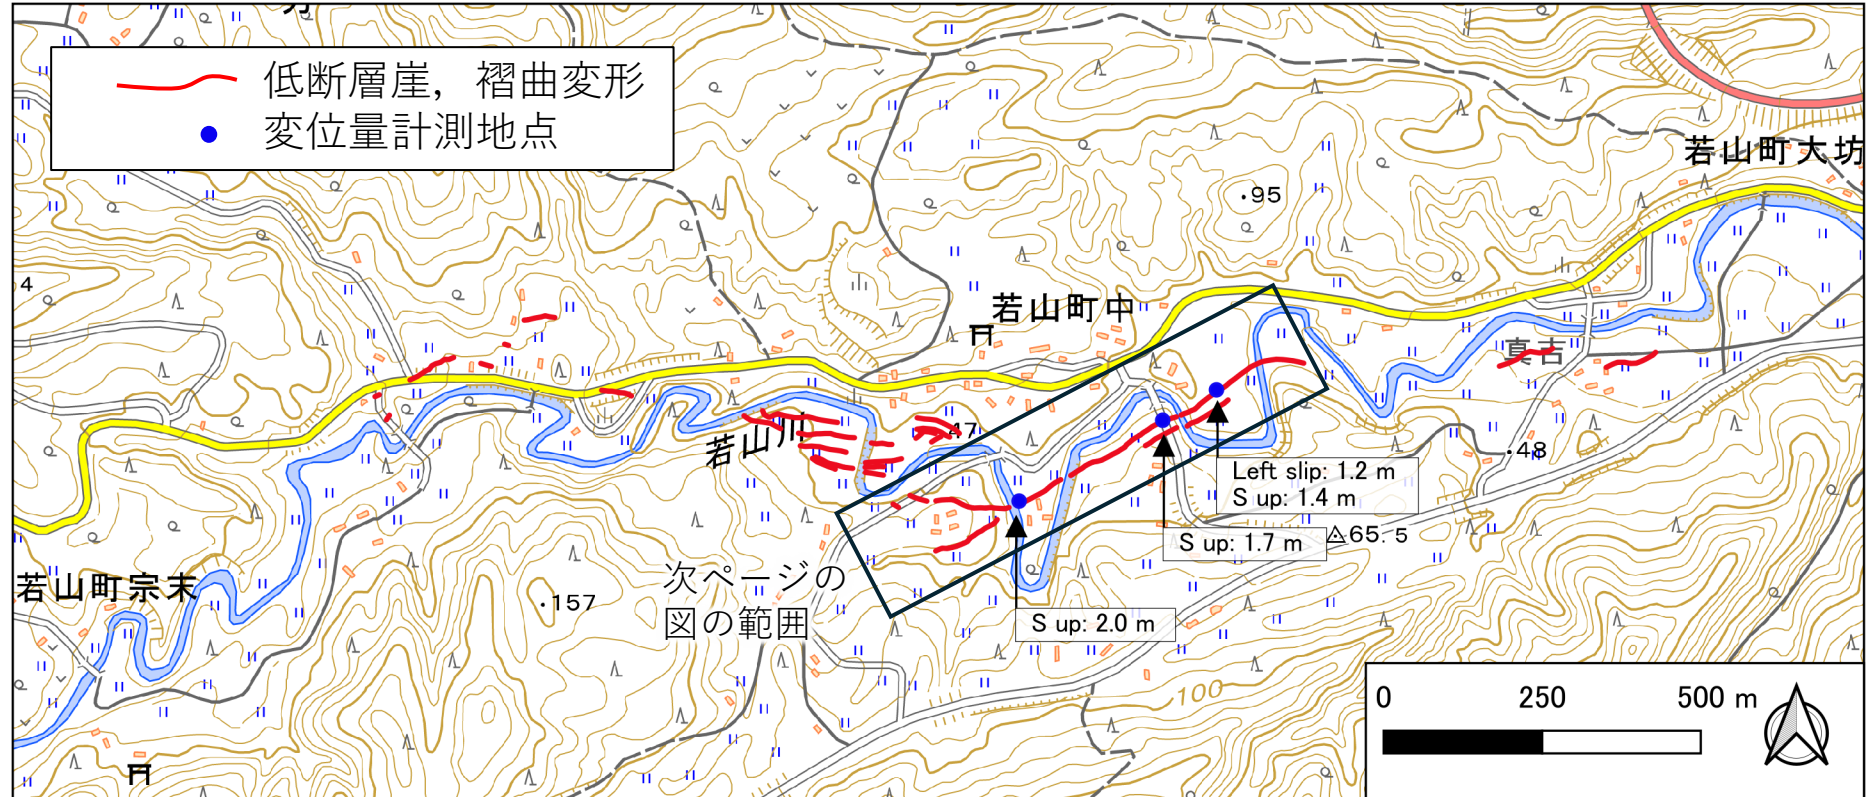 低断層崖，褶曲変形
変位量計測地点
若山町大坊
95
4
若山町中
真古
若山川
47
48
Left slip: 1.2 m
S up: 1.4 m
S up: 1.7 m
65.5
若山町宗末
157
次ページの
図の範囲
S up: 2.0 m
100
0 250 500 m